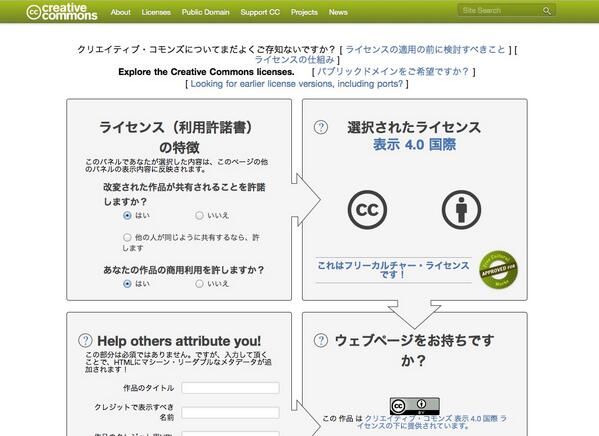 creative
commons
About Licenses Public Domain Support CC Projects News
Site Search
クリエイティブ・コモンズについてまだよくご存知ないですか？ [ ライセンスの適用の前に検討すべきこと ] [
ライセンスの仕組み ]
Explore the Creative Commons licenses. [ パブリックドメインをご希望ですか？ ]
[ Looking for earlier license versions, including ports? ]
ライセンス（利用許諾書）
の特徴
このパネルであなたが選択した内容は、このページの他
のパネルの表示内容に反映されます。
改変された作品が共有されることを許諾
しますか？
はい いいえ
他の人が同じように共有するなら、許
します
あなたの作品の商用利用を許しますか？
はい いいえ
? 選択されたライセンス
表示 4.0 国際
cc
これはフリーカルチャー・ライセンス
です！
APPROVED FOR
? Help others attribute you!
この部分は必須ではありません。ですが、入力して頂く
ことで、HTMLにマシーン・リーダブルなメタデータが追
加されます！
作品のタイトル
クレジットで表示すべき
名前
? ウェブページをお持ちです
か？
cc
BY
この 作品 は クリエイティブ・コモンズ 表示 4.0 国際 ラ
イセンスの下に提供されています。